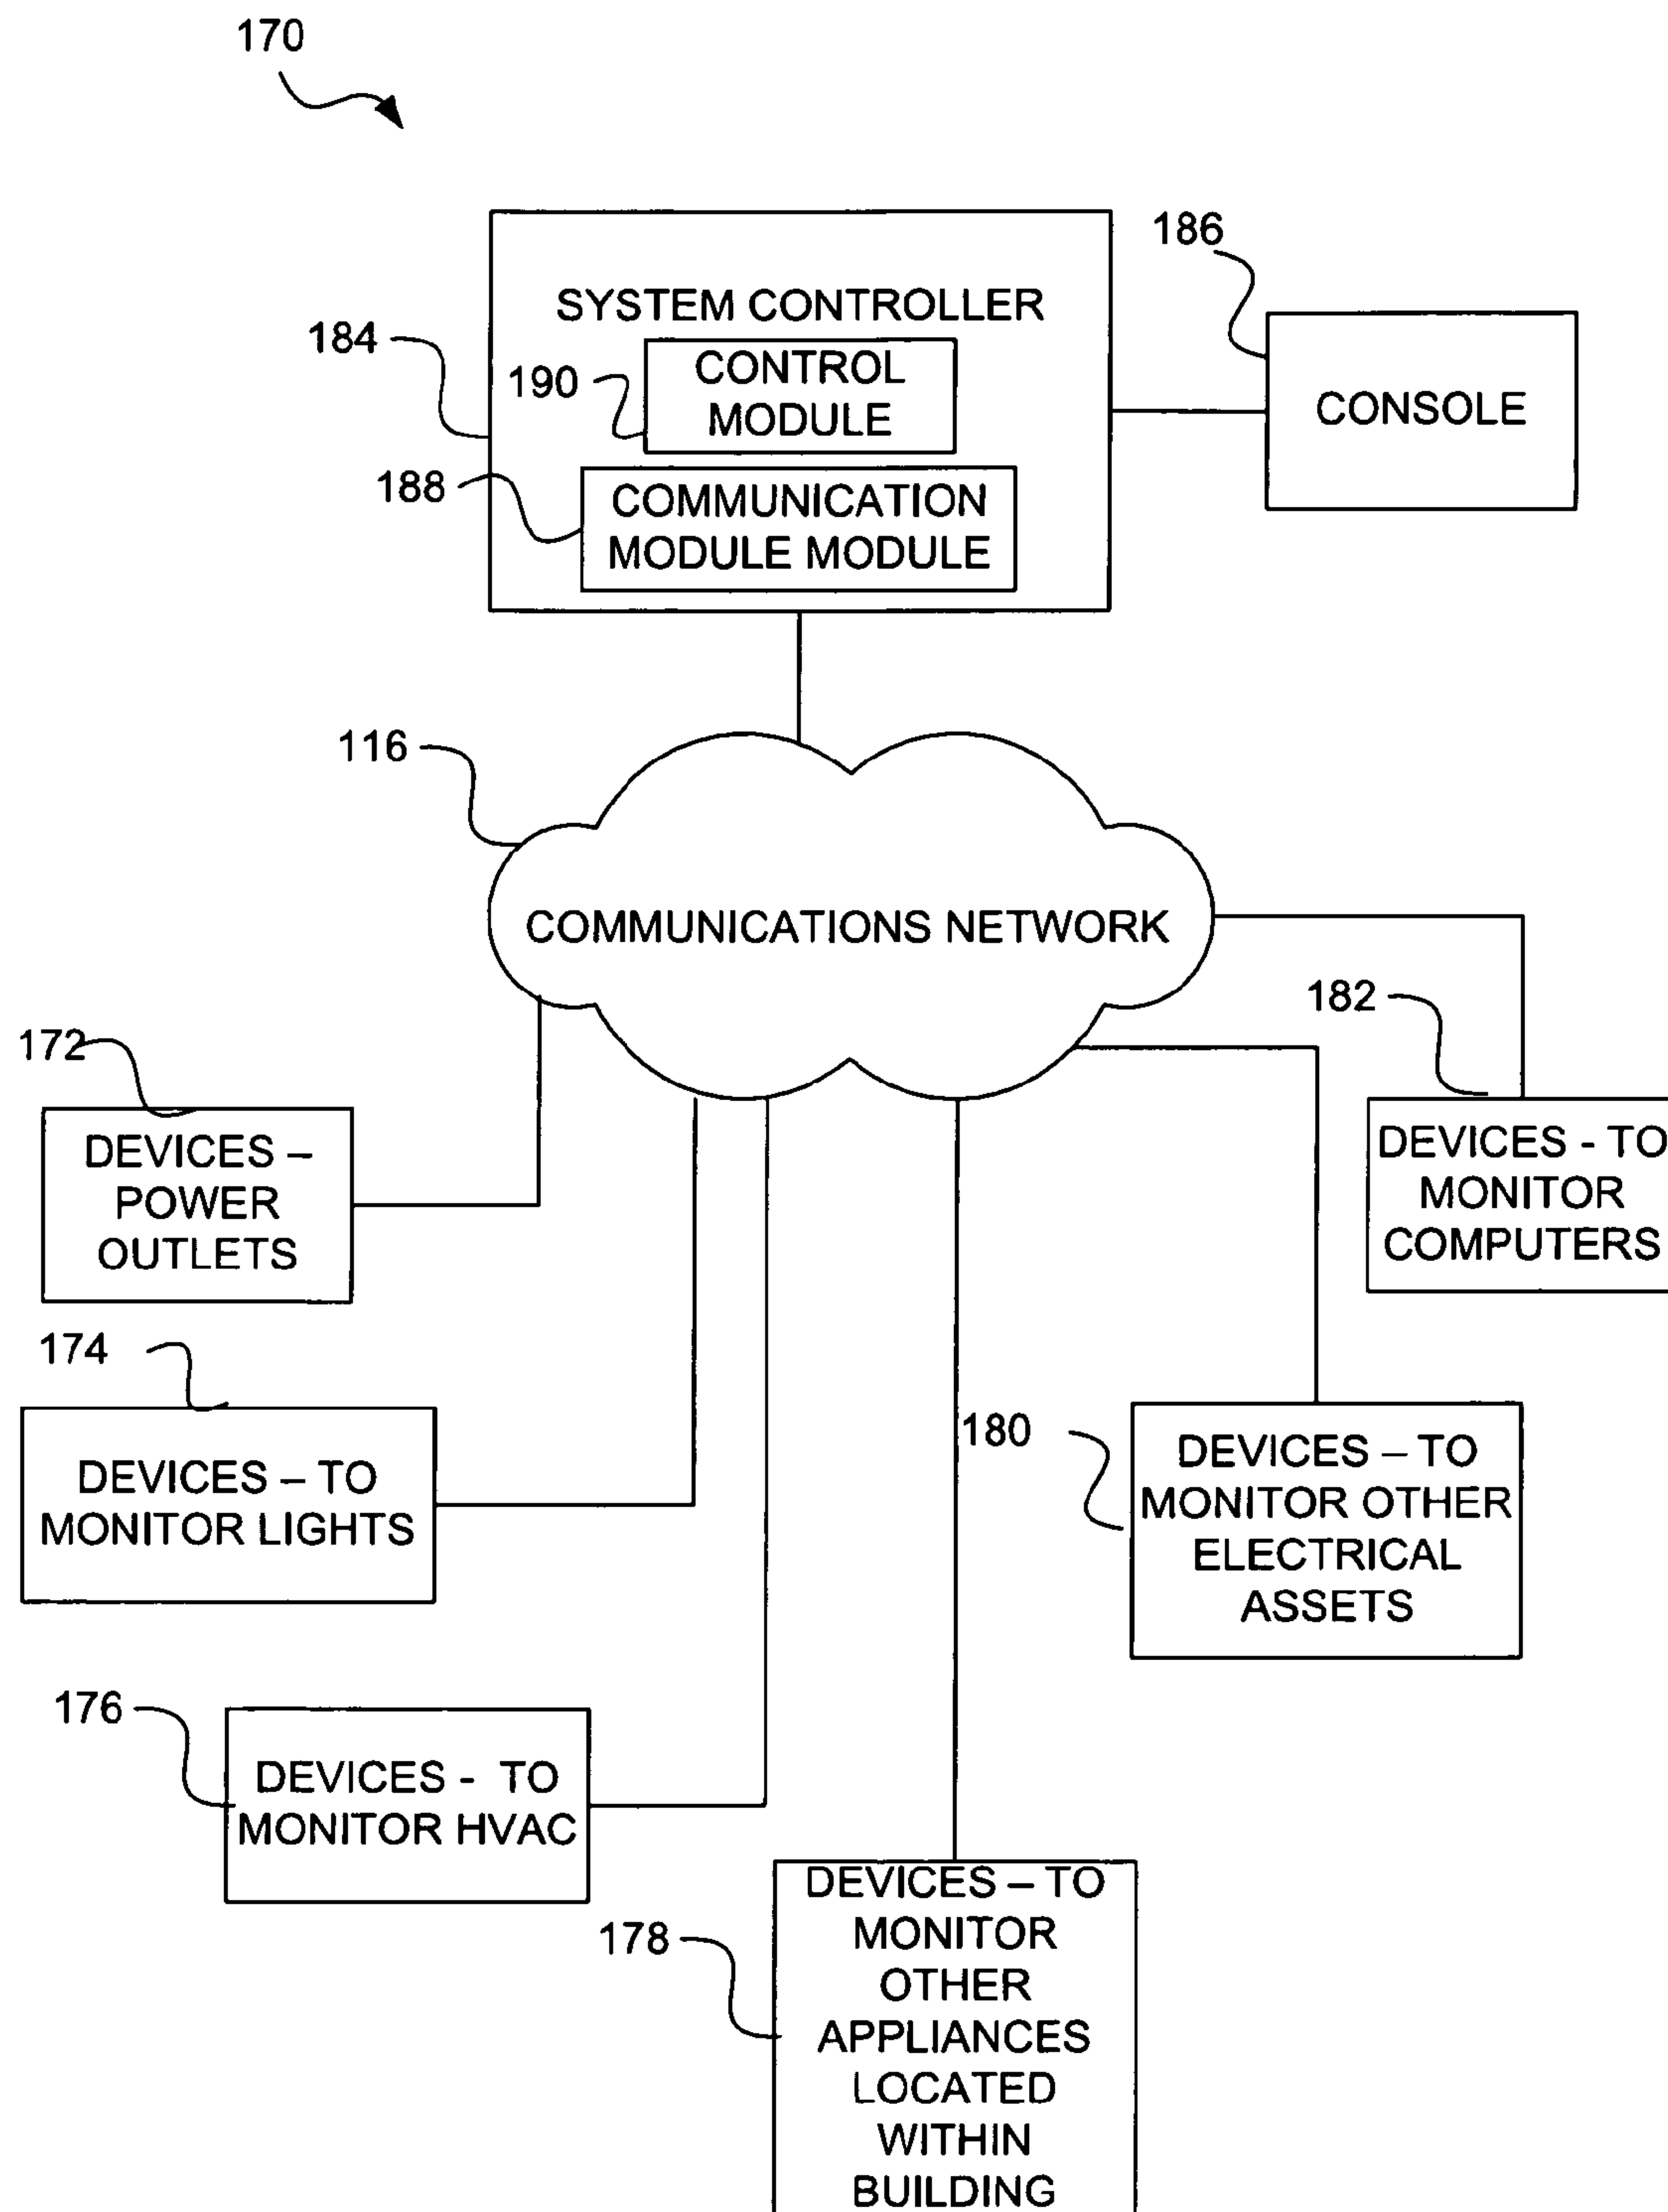 170
186
SYSTEM CONTROLLER
184
190
CONTROL
MODULE
CONSOLE
188
COMMUNICATION
MODULE MODULE
116
COMMUNICATIONS NETWORK
182
172
DEVICES –
POWER
OUTLETS
DEVICES - TO
MONITOR
COMPUTERS
174
DEVICES – TO
MONITOR LIGHTS
180
DEVICES – TO
MONITOR OTHER
ELECTRICAL
ASSETS
176
DEVICES - TO
MONITOR HVAC
178
DEVICES – TO
MONITOR
OTHER
APPLIANCES
LOCATED
WITHIN
BUILDING